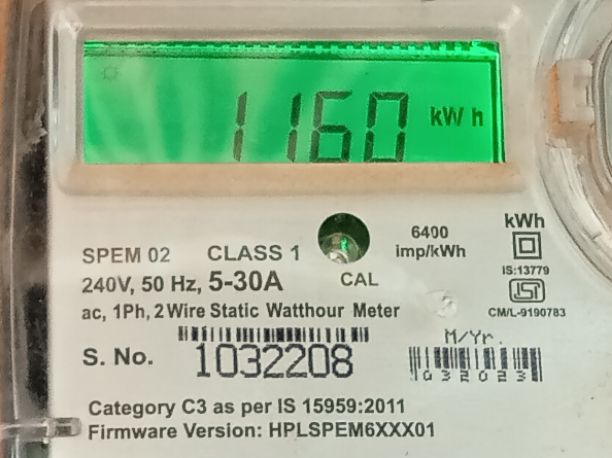 1160 kWh
SPEM 02 CLASS 1
6400 imp/kWh
kWh
240V, 50 Hz, 5-30A
CAL
IS:13779
ISI
ac, 1Ph, 2 Wire Static Watthour Meter
CM/L-9190783
M/Yr.
S. No. 1032208
032023
Category C3 as per IS 15959:2011
Firmware Version: HPLSPEM6XXX01